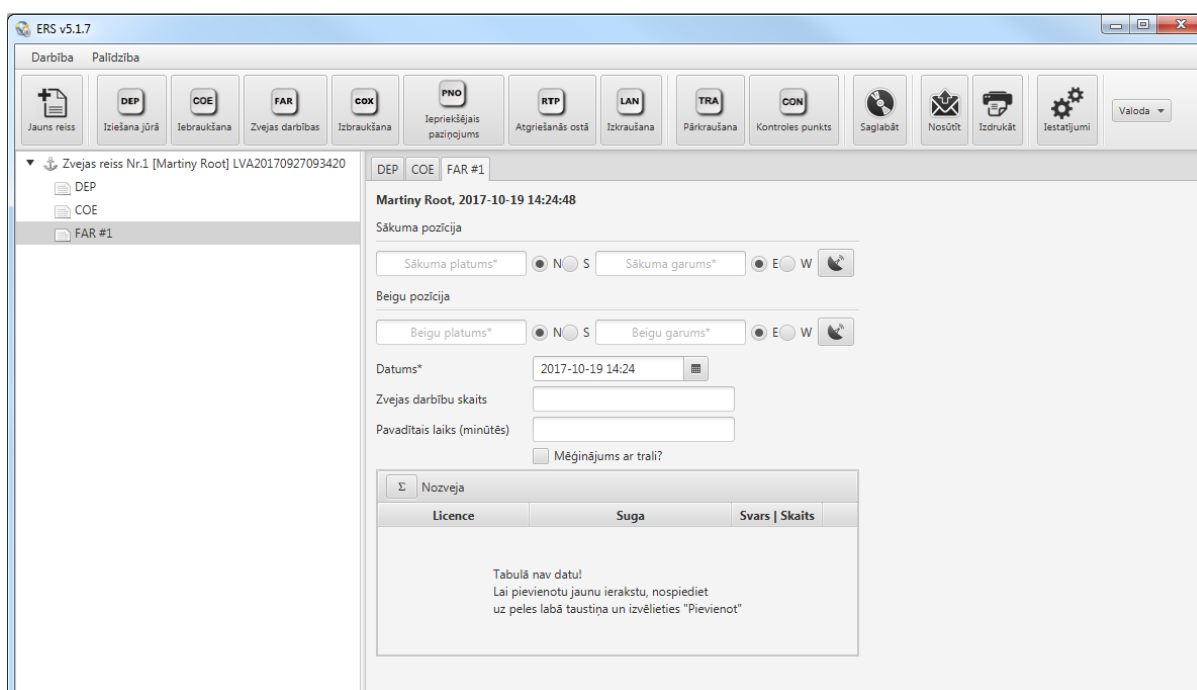 ERS v5.1.7
Darbība Palīdzība
Jauns reiss
DEP Iziešana jūrā
COE Iebraukšana
FAR Zvejas darbības
COX Izbraukšana
PNO Iepriekšējais paziņojums
RTP Atgriešanās ostā
LAN Izkraušana
TRA Pārkraušana
CON Kontroles punkts
Saglabāt
Nosūtīt
Izdrukāt
Iestatījumi
Valoda
Zvejas reiss Nr.1 [Martiny Root] LVA20170927093420
DEP
COE
FAR #1
DEP COE FAR #1
Martiny Root, 2017-10-19 14:24:48
Sākuma pozīcija
Sākuma platums* N S Sākuma garums* E W
Beigu pozīcija
Beigu platums* N S Beigu garums* E W
Datums* 2017-10-19 14:24
Zvejas darbību skaits
Pavadītais laiks (minūtēs)
Mēģinājums ar trali?
Σ Nozveja
Licence Suga Svars | Skaits
Tabulā nav datu!
Lai pievienotu jaunu ierakstu, nospiediet
uz peles labā taustiņa un izvēlieties "Pievienot"